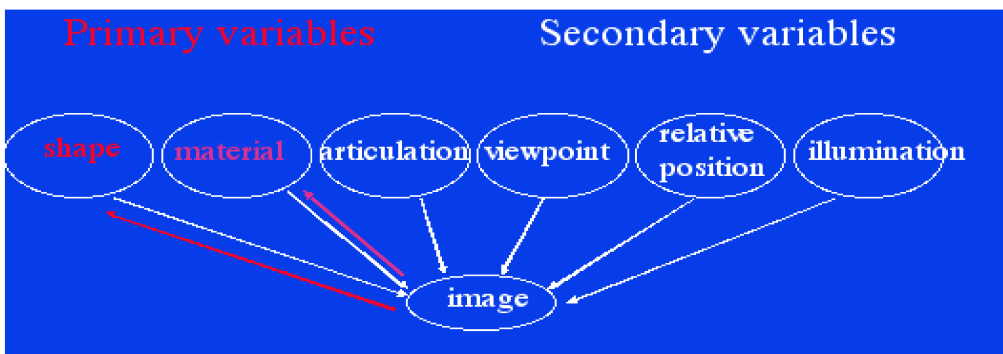 Primary variables
Secondary variables
shape
material
articulation
viewpoint
relative
position
illumination
image